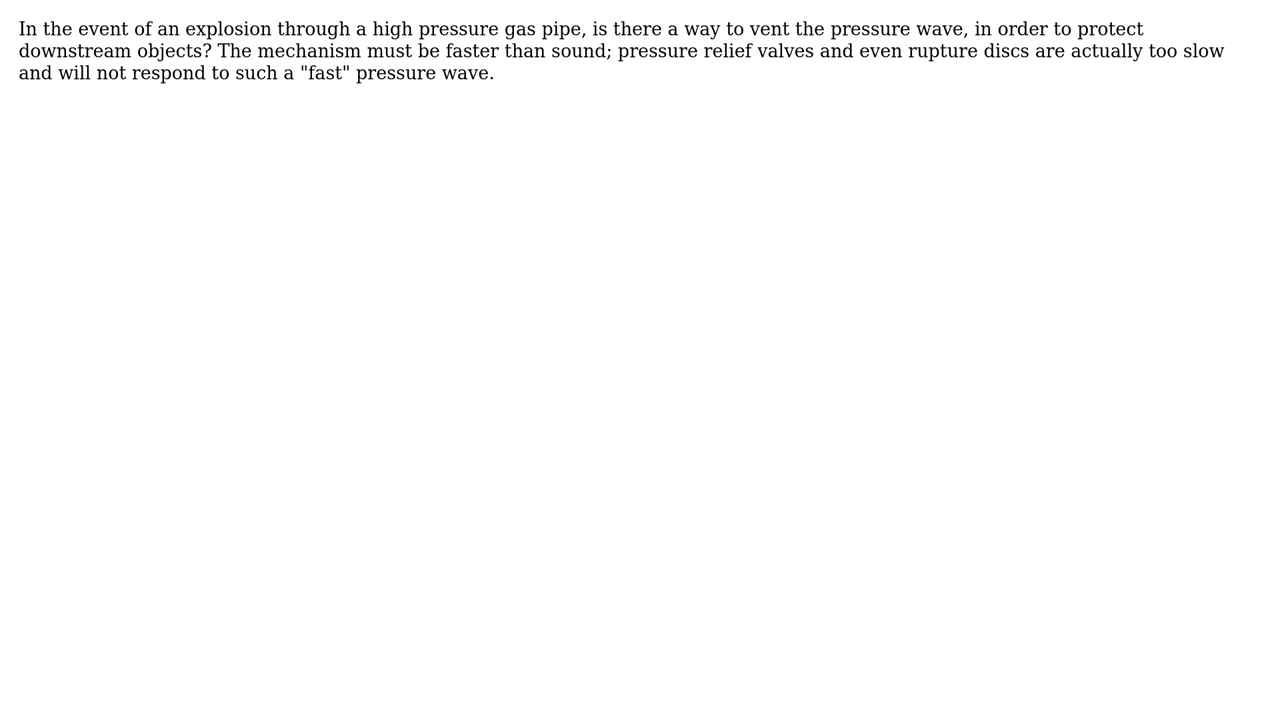 In the event of an explosion through a high pressure gas pipe, is there a way to vent the pressure wave, in order to protect
downstream objects? The mechanism must be faster than sound; pressure relief valves and even rupture discs are actually too slow
and will not respond to such a "fast" pressure wave.